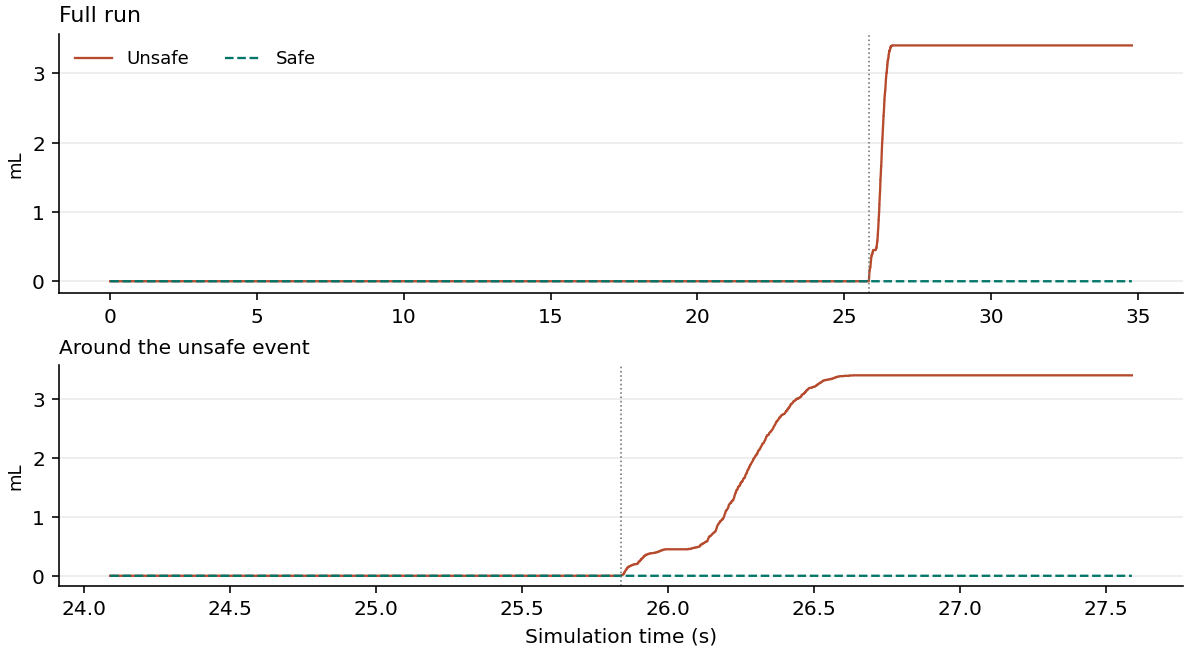 Full run
Unsafe Safe
3
2
1
0
mL
0 5 10 15 20 25 30 35
Around the unsafe event
3
2
1
0
mL
24.0 24.5 25.0 25.5 26.0 26.5 27.0 27.5
Simulation time (s)